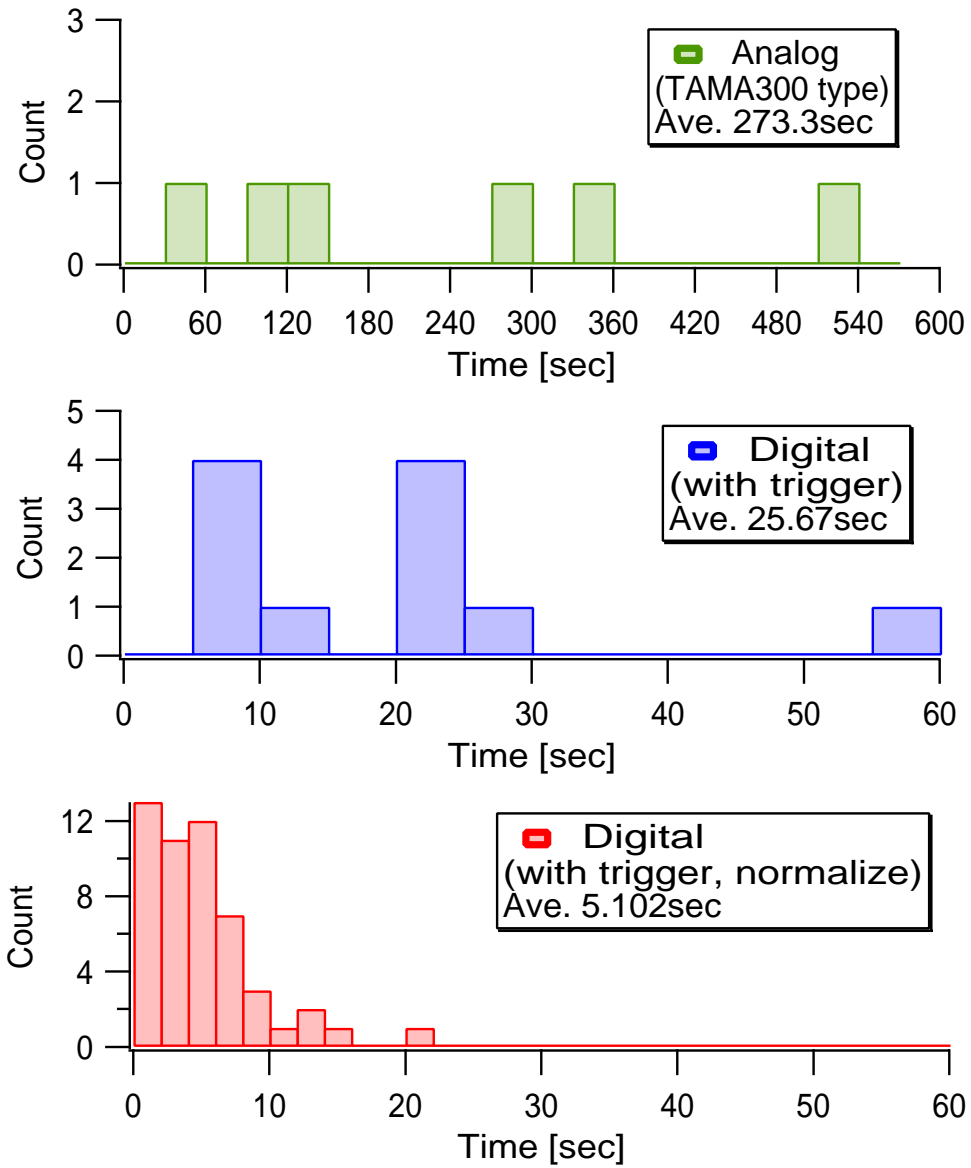 3
2
1
0
Count
Analog
(TAMA300 type)
Ave. 273.3sec
0 60 120 180 240 300 360 420 480 540 600
Time [sec]
5
4
3
2
1
0
Count
Digital
(with trigger)
Ave. 25.67sec
0 10 20 30 40 50 60
Time [sec]
12
8
4
0
Count
Digital
(with trigger, normalize)
Ave. 5.102sec
0 10 20 30 40 50 60
Time [sec]